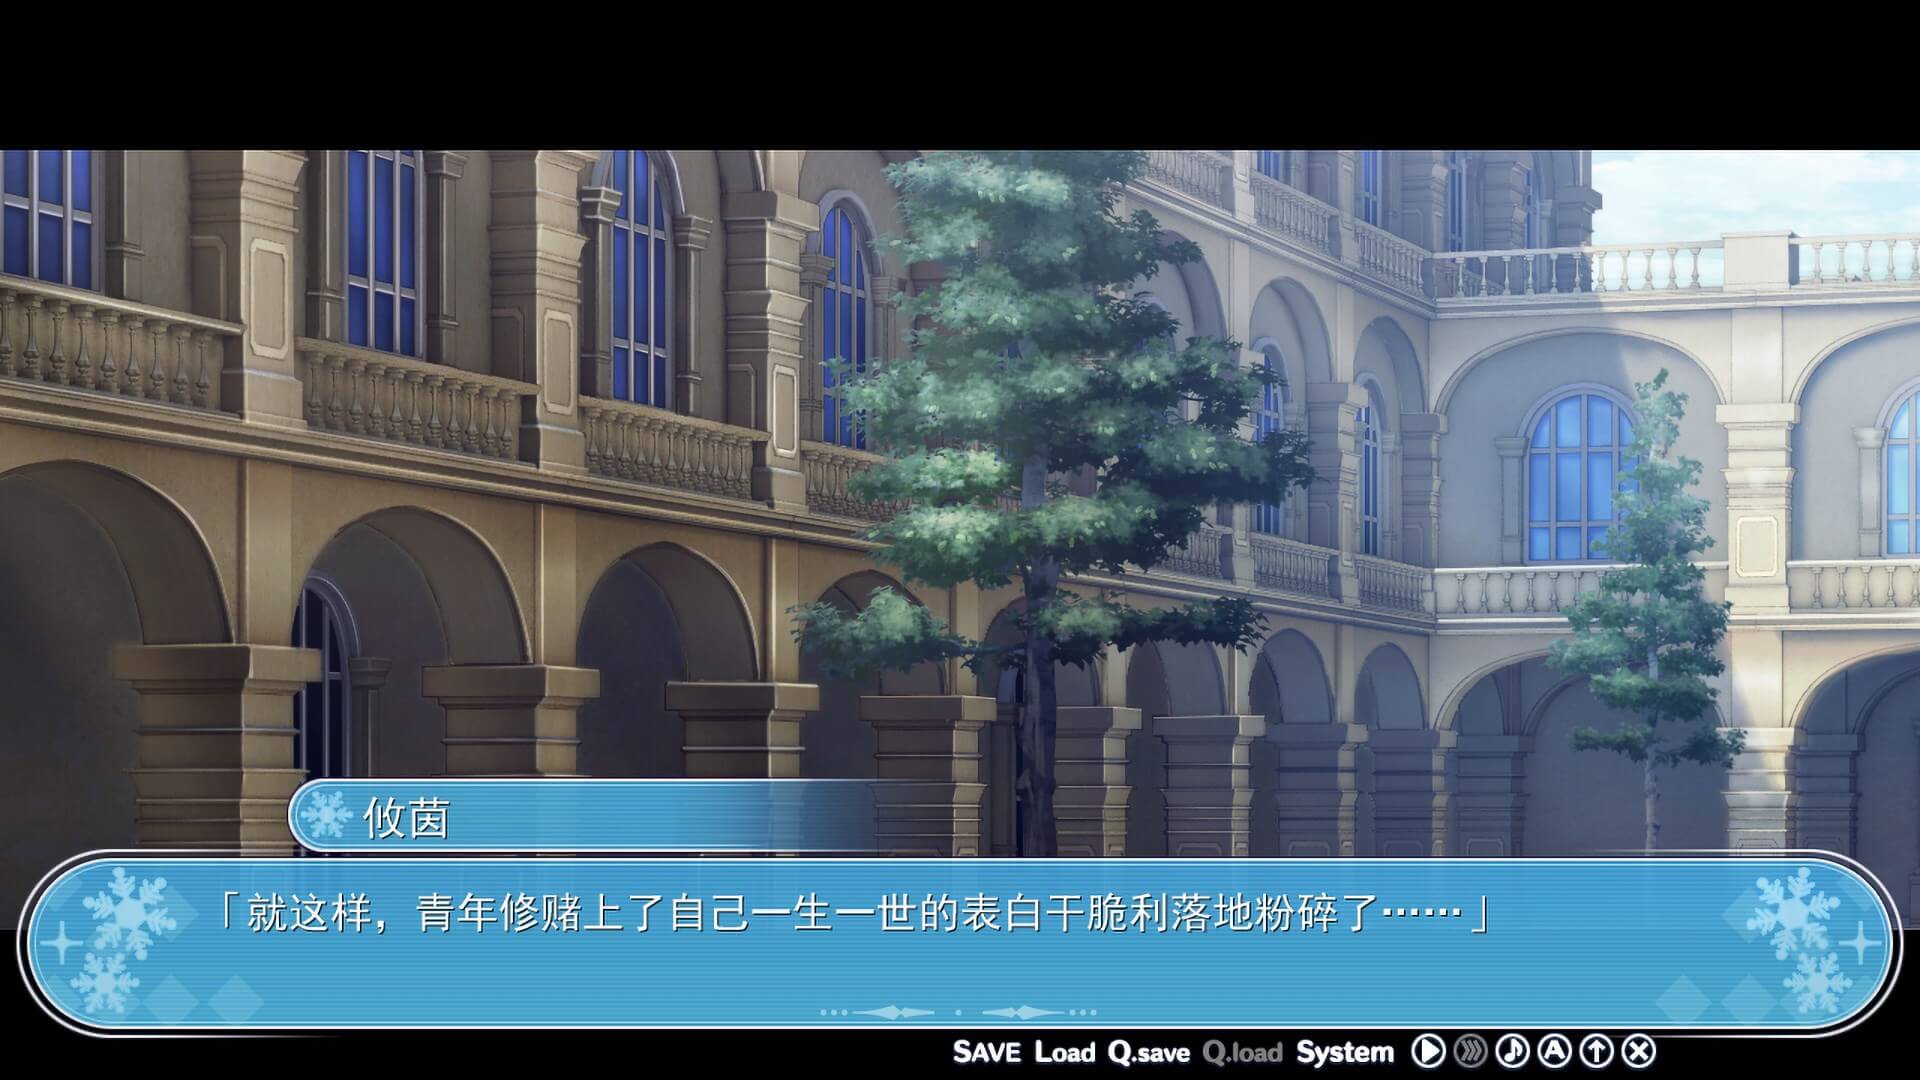 攸茵
「就这样，青年修赌上了自己一生一世的表白干脆利落地粉碎了……」
SAVE Load Q.save Q.load System